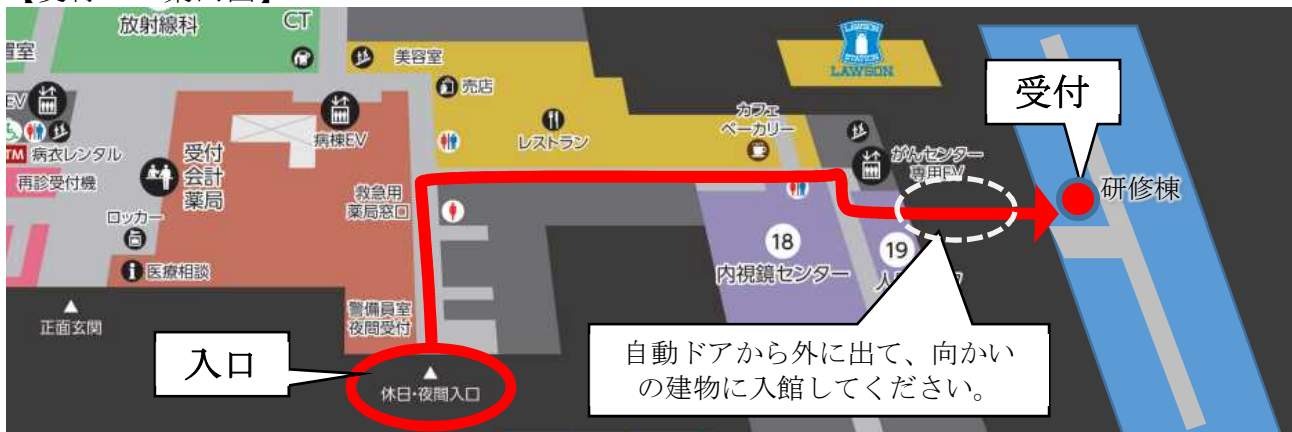 放射線科
CT
美容室
売店
LAWSON
STATION
LAWSON
受付
EV
病棟EV
レストラン
カフェ
ベーカリー
がんセンター
専用EV
病衣レンタル
再診受付機
受付
会計
薬局
救急用
薬局窓口
研修棟
ロッカー
医療相談
18
内視鏡センター
19
正面玄関
警備員室
夜間受付
入口
休日・夜間入口
自動ドアから外に出て、向かい
の建物に入館してください。